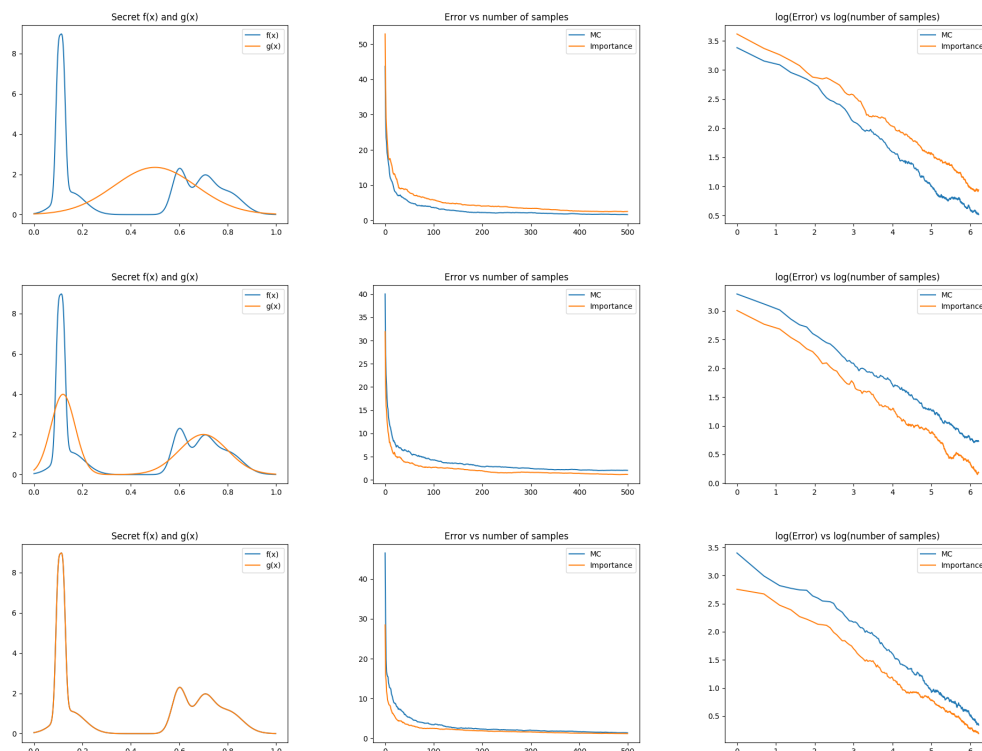 Secret f(x) and g(x)
f(x)
g(x)
8
6
4
2
0
0.0 0.2 0.4 0.6 0.8 1.0
Error vs number of samples
MC
Importance
50
40
30
20
10
0
0 100 200 300 400 500
log(Error) vs log(number of samples)
MC
Importance
3.5
3.0
2.5
2.0
1.5
1.0
0.5
0 1 2 3 4 5 6
Secret f(x) and g(x)
f(x)
g(x)
8
6
4
2
0
0.0 0.2 0.4 0.6 0.8 1.0
Error vs number of samples
MC
Importance
40
35
30
25
20
15
10
5
0
0 100 200 300 400 500
log(Error) vs log(number of samples)
MC
Importance
3.0
2.5
2.0
1.5
1.0
0.5
0.0
0 1 2 3 4 5 6
Secret f(x) and g(x)
f(x)
g(x)
8
6
4
2
0
0.0 0.2 0.4 0.6 0.8 1.0
Error vs number of samples
MC
Importance
40
30
20
10
0
0 100 200 300 400 500
log(Error) vs log(number of samples)
MC
Importance
3.5
3.0
2.5
2.0
1.5
1.0
0.5
0 1 2 3 4 5 6